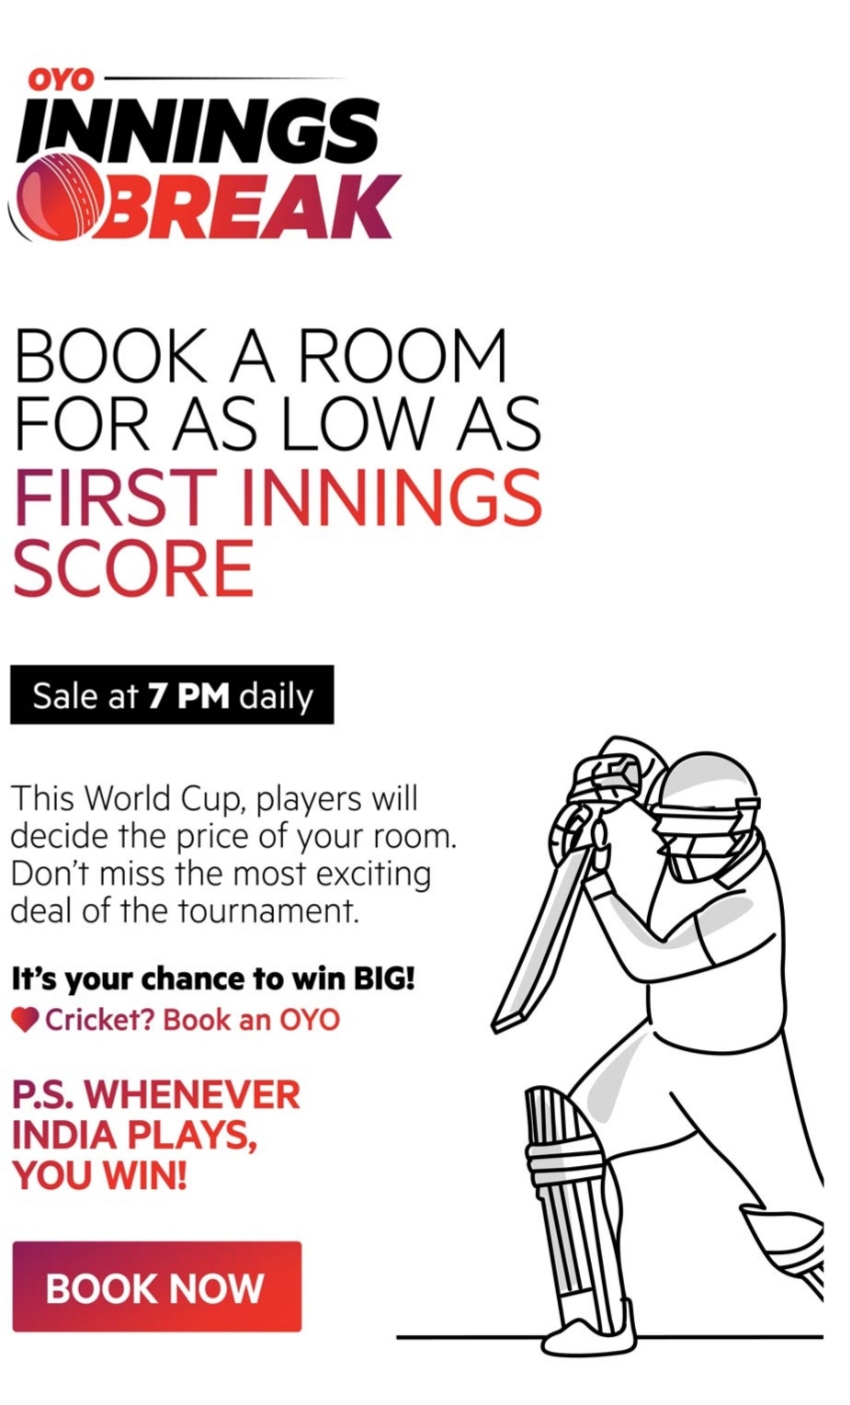 OYO
INNINGS
BREAK
BOOK A ROOM
FOR AS LOW AS
FIRST INNINGS
SCORE
Sale at 7 PM daily
This World Cup, players will
decide the price of your room.
Don't miss the most exciting
deal of the tournament.
It's your chance to win BIG!
Cricket? Book an OYO
P.S. WHENEVER
INDIA PLAYS,
YOU WIN!
BOOK NOW